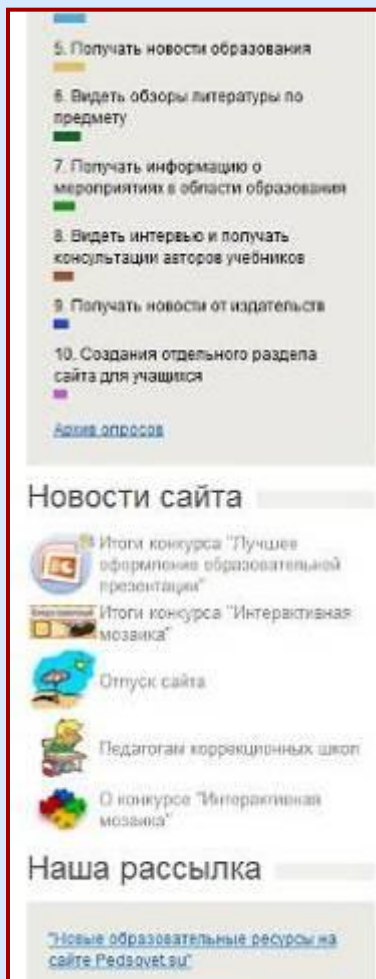 5. Получать новости образования
6. Видеть обзоры литературы по
предмету
7. Получать информацию о
мероприятиях в области образования
8. Видеть интервью и получать
консультации авторов учебников
9. Получать новости от издательств
10. Создания отдельного раздела
сайта для учащихся
Архив опросов
Новости сайта
Итоги конкурса "Лучшее
оформление образовательной
презентации"
Итоги конкурса "Интерактивная
мозаика"
Отпуск сайта
Педагогам коррекционных школ
О конкурсе "Интерактивная
мозаика"
Наша рассылка
"Новые образовательные ресурсы на
сайте Pedsovet.su"